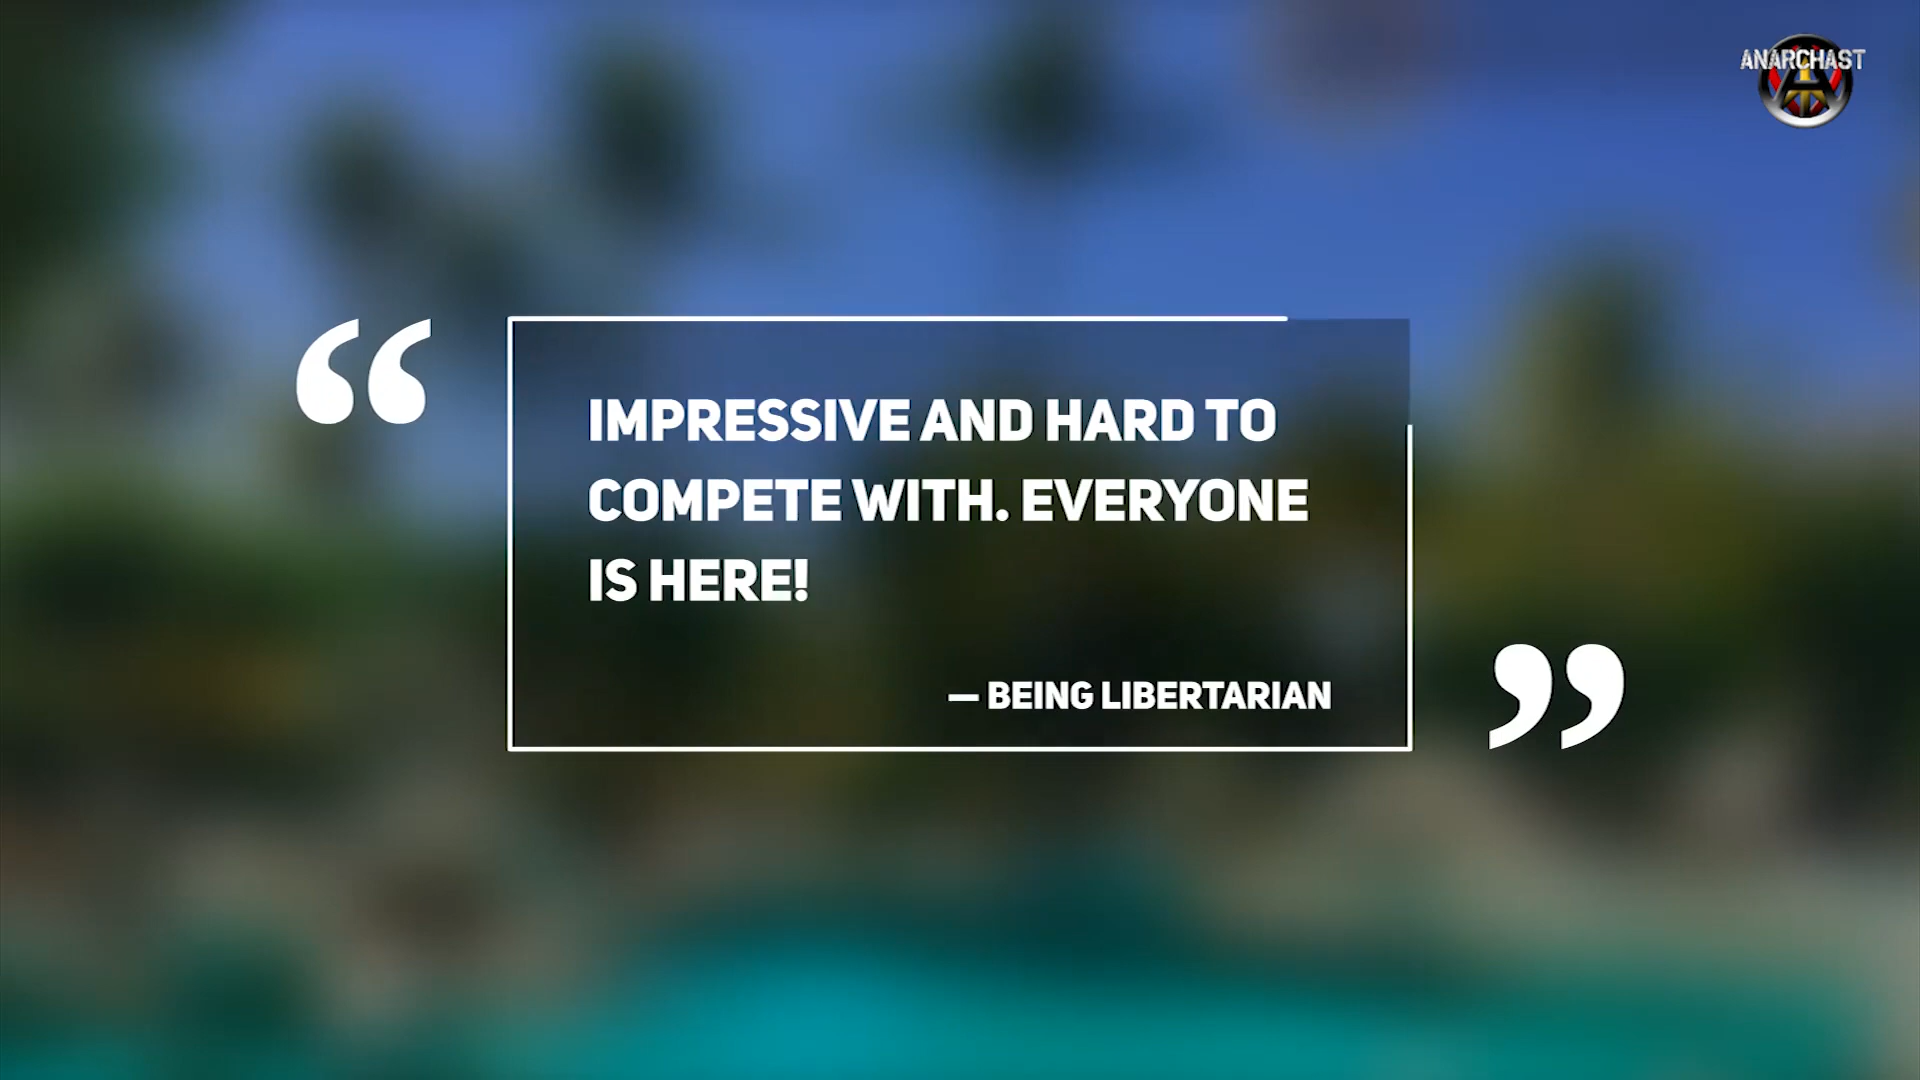 ANARCHAST
“
IMPRESSIVE AND HARD TO
COMPETE WITH. EVERYONE
IS HERE!
— BEING LIBERTARIAN
”